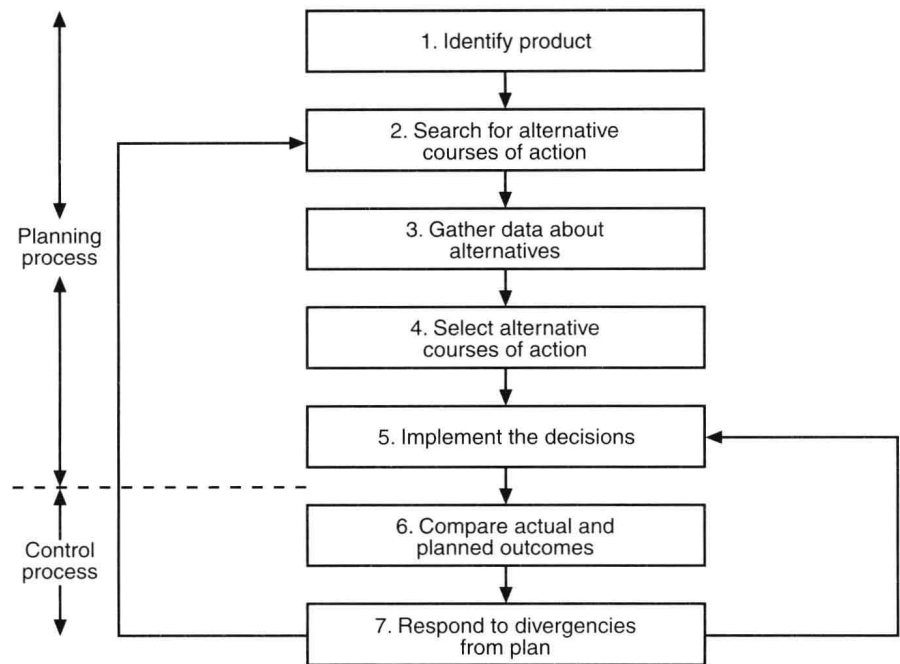 1. Identify product
2. Search for alternative
courses of action
3. Gather data about
alternatives
Planning
process
4. Select alternative
courses of action
5. Implement the decisions
6. Compare actual and
planned outcomes
Control
process
7. Respond to divergencies
from plan